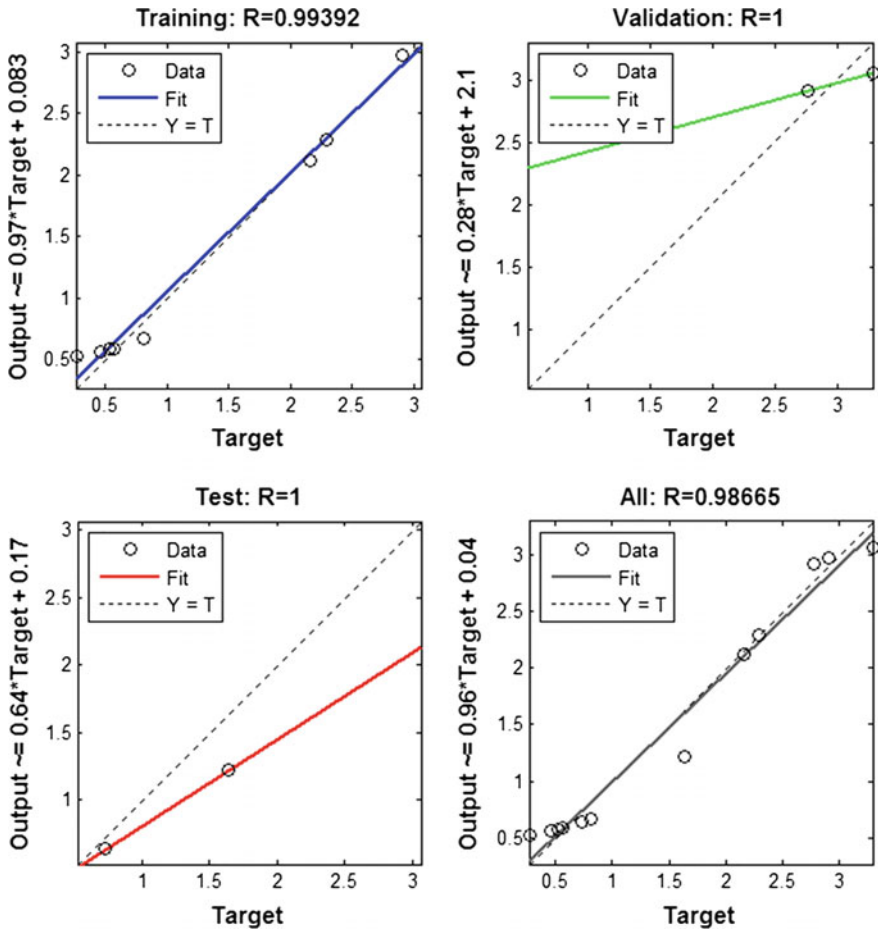 Training: R=0.99392
Output ~= 0.97*Target + 0.083
Data
Fit
Y = T
3
2.5
2
1.5
1
0.5
0.5 1 1.5 2 2.5 3
Target
Validation: R=1
Output ~= 0.28*Target + 2.1
Data
Fit
Y = T
3
2.5
2
1.5
1
1 1.5 2 2.5 3
Target
Test: R=1
Output ~= 0.64*Target + 0.17
Data
Fit
Y = T
3
2.5
2
1.5
1
1 1.5 2 2.5 3
Target
All: R=0.98665
Output ~= 0.96*Target + 0.04
Data
Fit
Y = T
3
2.5
2
1.5
1
0.5
0.5 1 1.5 2 2.5 3
Target